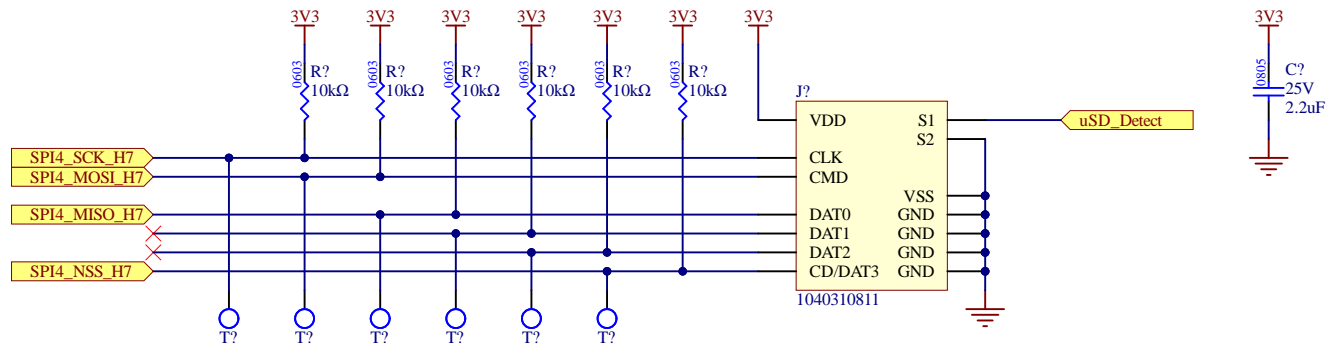 3V3 3V3 3V3 3V3 3V3 3V3 3V3 3V3
0603 R? 0603 R? 0603 R? 0603 R? 0603 R? 0603 R? 0805 C?
10kΩ 10kΩ 10kΩ 10kΩ 10kΩ 10kΩ 25V
J? 2.2uF
VDD S1 uSD_Detect
S2
SPI4_SCK_H7 CLK
SPI4_MOSI_H7 CMD
VSS
SPI4_MISO_H7 DAT0 GND
DAT1 GND
DAT2 GND
SPI4_NSS_H7 CD/DAT3 GND
1040310811
T? T? T? T? T? T?